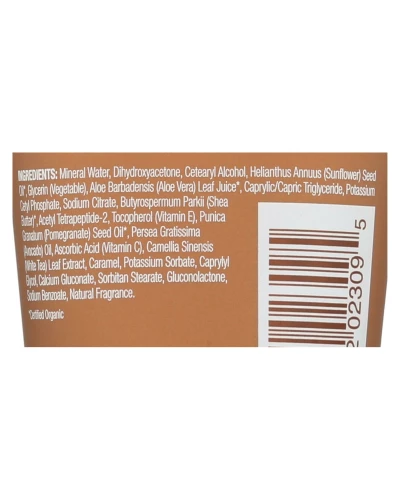 INGREDIENTS: Mineral Water, Dihydroxyacetone, Cetearyl Alcohol, Helianthus Annuus (Sunflower) Seed
Oil*, Glycerin (Vegetable), Aloe Barbadensis (Aloe Vera) Leaf Juice*, Caprylic/Capric Triglyceride, Potassium
Cetyl Phosphate, Sodium Citrate, Butyrospermum Parkii (Shea
Butter)*, Acetyl Tetrapeptide-2, Tocopherol (Vitamin E), Punica
Granatum (Pomegranate) Seed Oil*, Persea Gratissima
(Avocado) Oil, Ascorbic Acid (Vitamin C), Camellia Sinensis
(White Tea) Leaf Extract, Caramel, Potassium Sorbate, Caprylyl
Glycol, Calcium Gluconate, Sorbitan Stearate, Gluconolactone,
Sodium Benzoate, Natural Fragrance.
*Certified Organic
02309 5